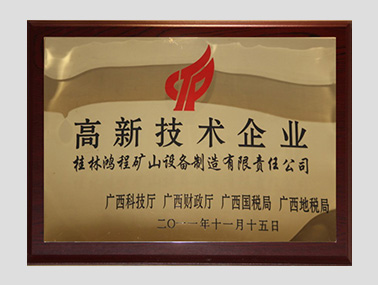 高新技术企业
桂林鸿程矿山设备制造有限责任公司
广西科技厅 广西财政厅 广西国税局 广西地税局
二〇一一年十一月十五日